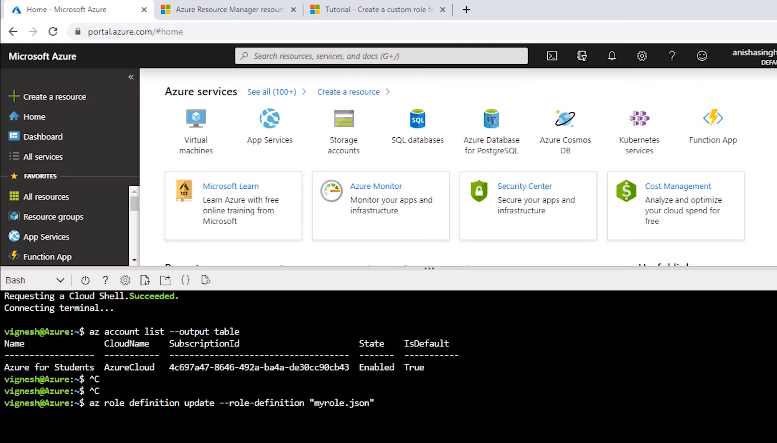 Home - Microsoft Azure
Azure Resource Manager resourc
Tutorial - Create a custom role fo
portal.azure.com/#home
Microsoft Azure
Search resources, services, and docs (G+/)
anishasingh
DEFA
Create a resource
Home
Dashboard
All services
FAVORITES
All resources
Resource groups
App Services
Function App
Azure services
See all (100+)
Create a resource
Virtual machines
App Services
Storage accounts
SQL databases
Azure Database for PostgreSQL
Azure Cosmos DB
Kubernetes services
Function App
Microsoft Learn
Learn Azure with free online training from Microsoft
Azure Monitor
Monitor your apps and infrastructure
Security Center
Secure your apps and infrastructure
Cost Management
Analyze and optimize your cloud spend for free
Bash
Requesting a Cloud Shell.Succeeded.
Connecting terminal...
vignesh@Azure:~$ az account list --output table
Name CloudName SubscriptionId State IsDefault
Azure for Students AzureCloud 4c697a47-8646-492a-ba4a-de30cc90cb43 Enabled True
vignesh@Azure:~$ ^C
vignesh@Azure:~$ ^C
vignesh@Azure:~$ az role definition update --role-definition "myrole.json"